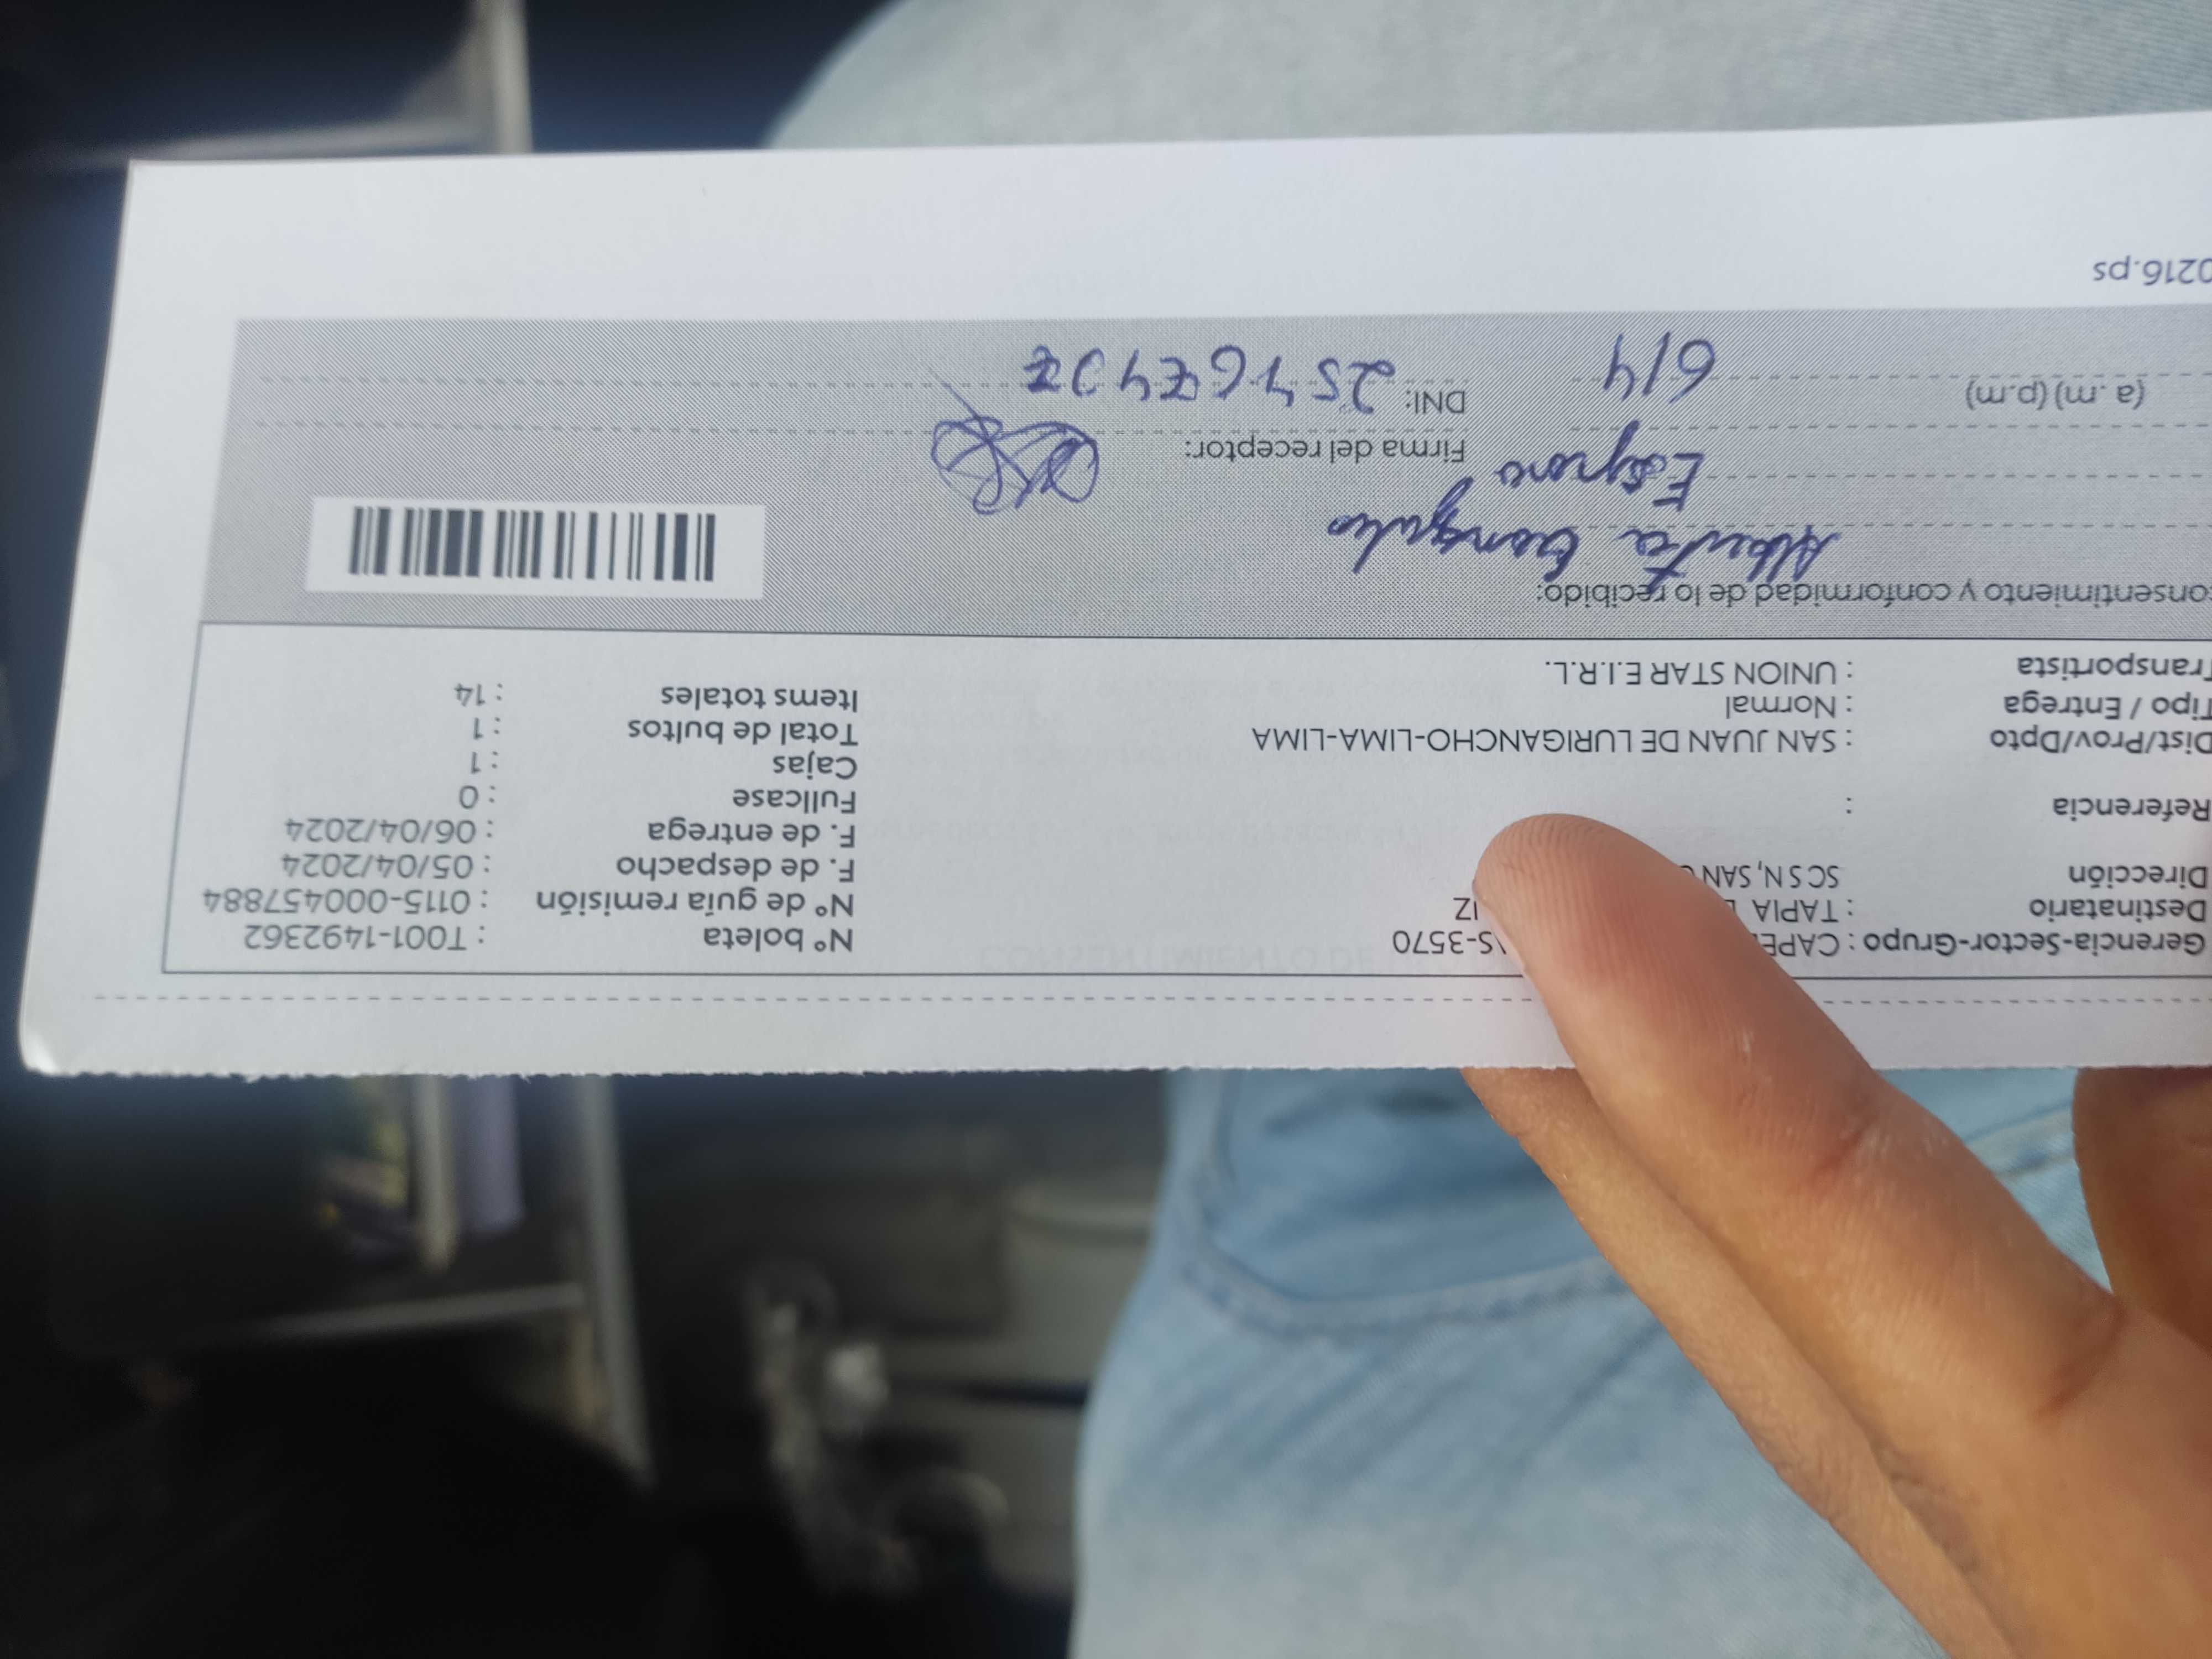 Gerencia-Sector-Grupo : CAPE S-3570
Destinatario : TAPIA IZ
Dirección SC S N, SAN
Referencia :
Dist/Prov/Dpto : SAN JUAN DE LURIGANCHO-LIMA-LIMA
Tipo / Entrega : Normal
Transportista : UNION STAR E.I.R.L.
N° boleta : T001-1492362
N° de guía remisión : 0115-000457884
F. de despacho : 05/04/2024
F. de entrega : 06/04/2024
Fullcase : 0
Cajas : 1
Total de bultos : 1
Items totales : 14
onsentimiento y conformidad de lo recibido:
Firma del receptor:
(a. m) (p.m) 6/4 DNI:
0216.ps